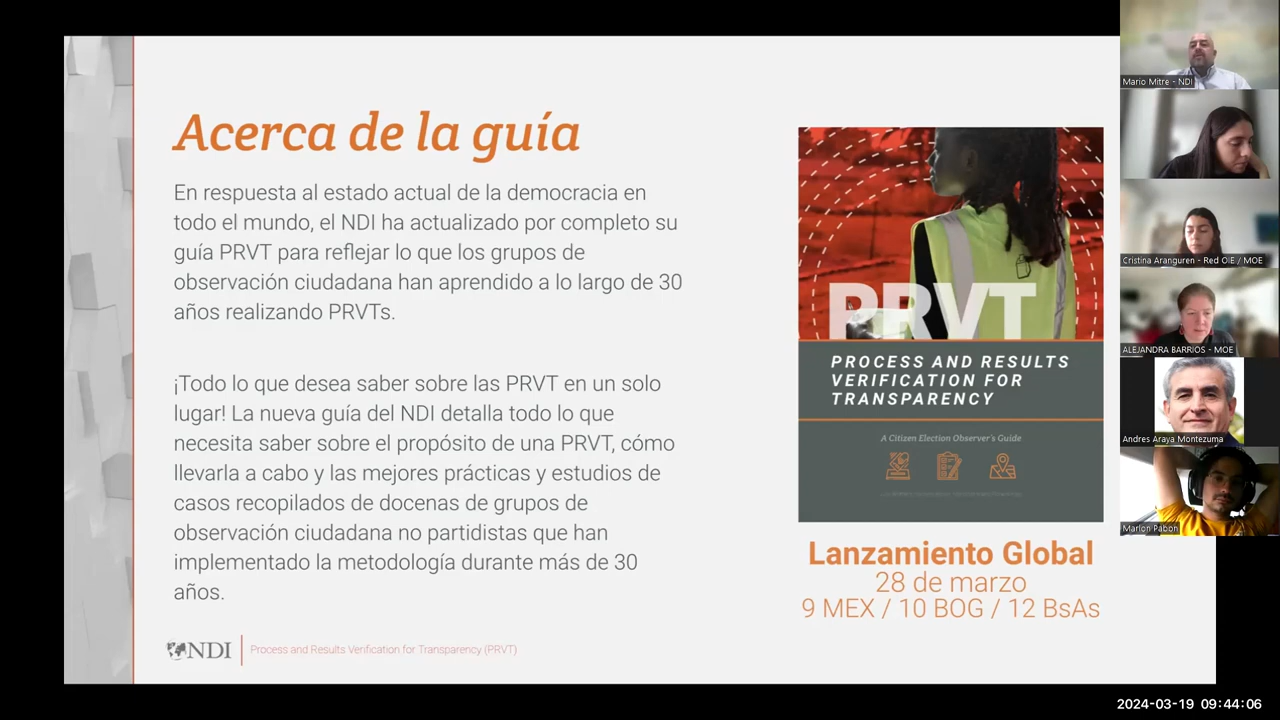 Acerca de la guía
En respuesta al estado actual de la democracia en
todo el mundo, el NDI ha actualizado por completo su
guía PRVT para reflejar lo que los grupos de
observación ciudadana han aprendido a lo largo de 30
años realizando PRVTs.
¡Todo lo que desea saber sobre las PRVT en un solo
lugar! La nueva guía del NDI detalla todo lo que
necesita saber sobre el propósito de una PRVT, cómo
llevarla a cabo y las mejores prácticas y estudios de
casos recopilados de docenas de grupos de
observación ciudadana no partidistas que han
implementado la metodología durante más de 30
años.
NDI
Process and Results Verification for Transparency (PRVT)
PRVT
PROCESS AND RESULTS
VERIFICATION FOR
TRANSPARENCY
A Citizen Election Observer's Guide
Lanzamiento Global
28 de marzo
9 MEX / 10 BOG / 12 BsAs
Mario Mitre - NDI
Cristina Aranguren - Red O.E / MOE
ALEJANDRA BARRIOS - MOE
Andres Araya Montezuma
Marlon Pabon
2024-03-19 09:44:06